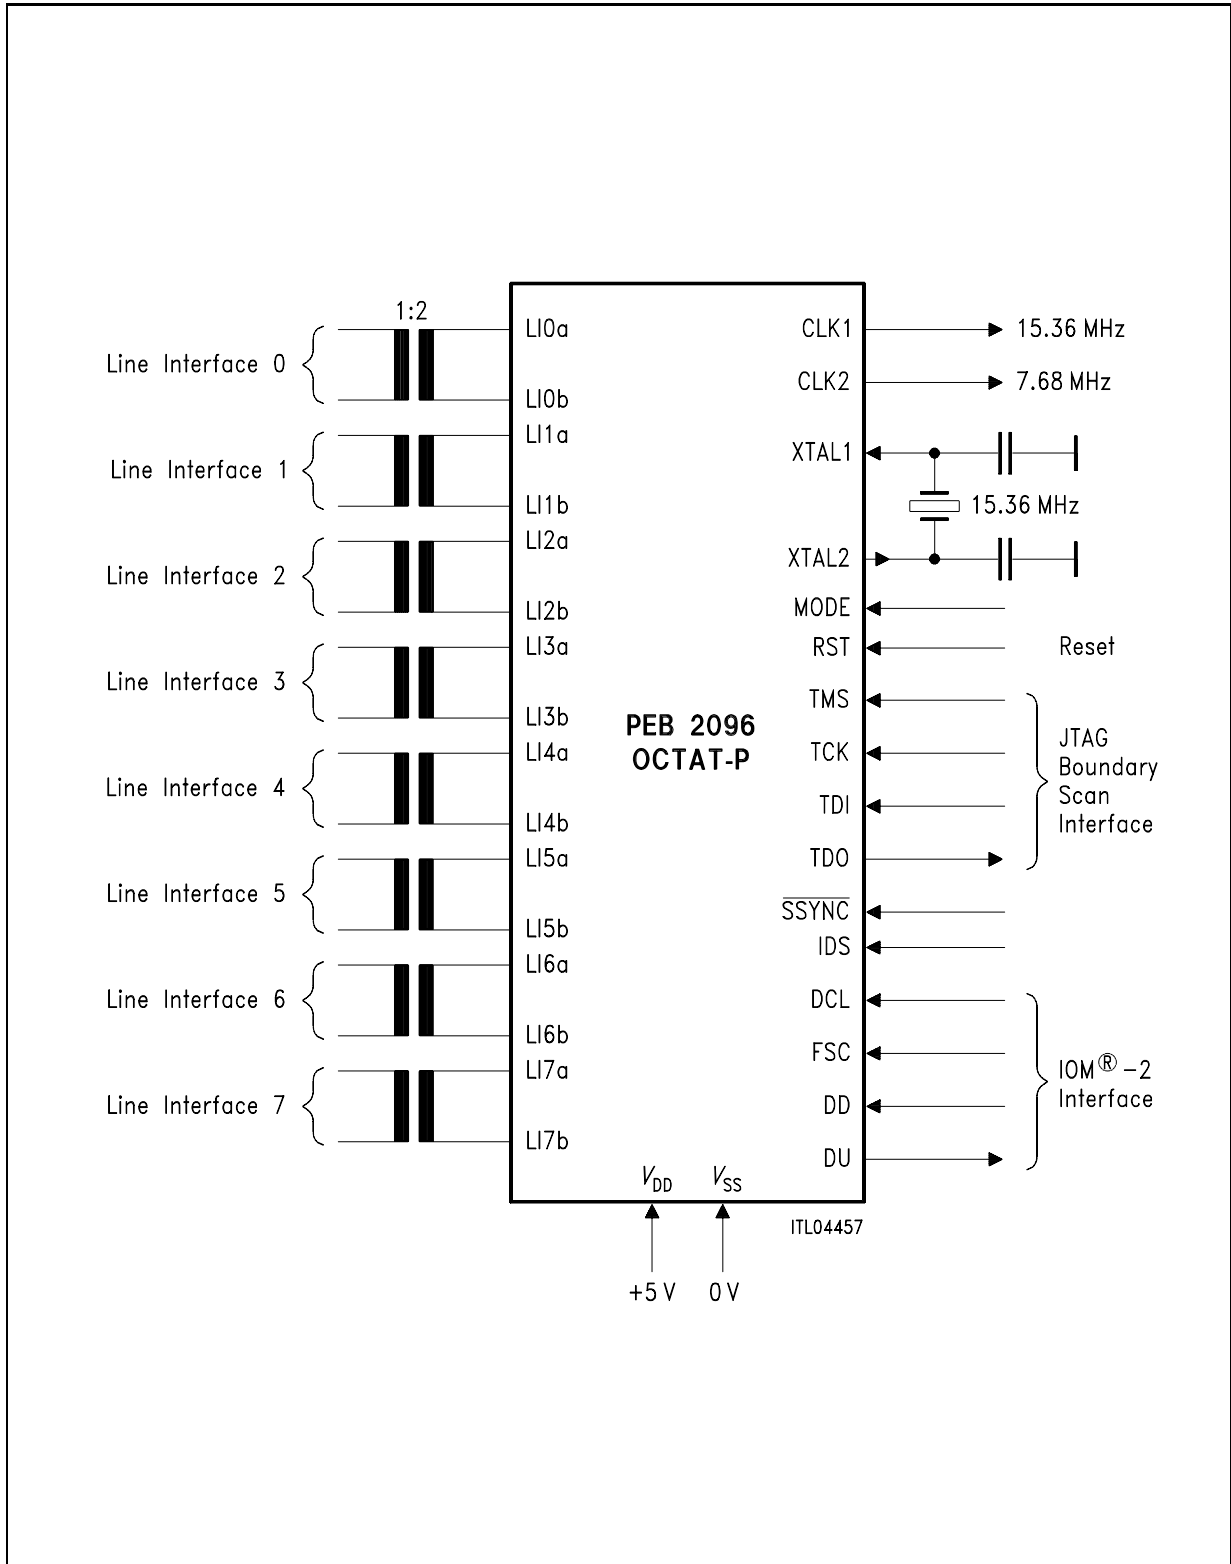 1:2
Line Interface 0
LI0a
LI0b
Line Interface 1
LI1a
LI1b
Line Interface 2
LI2a
LI2b
Line Interface 3
LI3a
LI3b
Line Interface 4
LI4a
LI4b
Line Interface 5
LI5a
LI5b
Line Interface 6
LI6a
LI6b
Line Interface 7
LI7a
LI7b
PEB 2096
OCTAT-P
CLK1
15.36 MHz
CLK2
7.68 MHz
XTAL1
15.36 MHz
XTAL2
MODE
RST
Reset
TMS
TCK
TDI
TDO
JTAG
Boundary
Scan
Interface
SSYNC
IDS
DCL
FSC
DD
DU
IOM®-2
Interface
VDD
VSS
+5 V
0 V
ITL04457